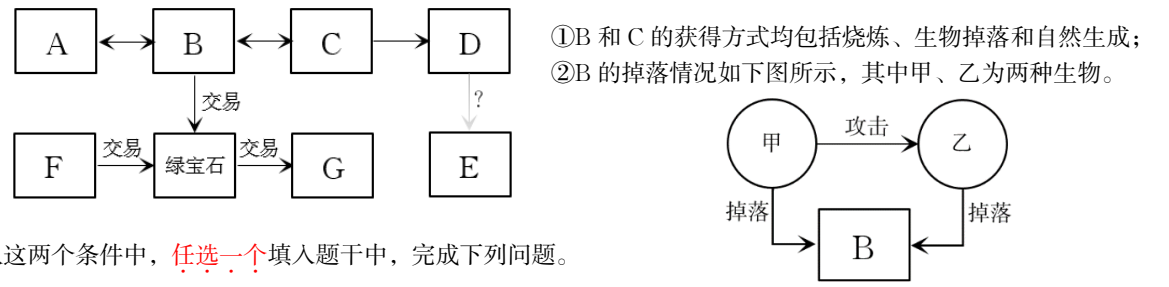 A B C D
?
交易
F 交易 绿宝石 交易 G E
这两个条件中，任选一个填入题干中，完成下列问题。
①B 和 C 的获得方式均包括烧炼、生物掉落和自然生成；
②B 的掉落情况如下图所示，其中甲、乙为两种生物。
甲 攻击 乙
掉落 掉落
B